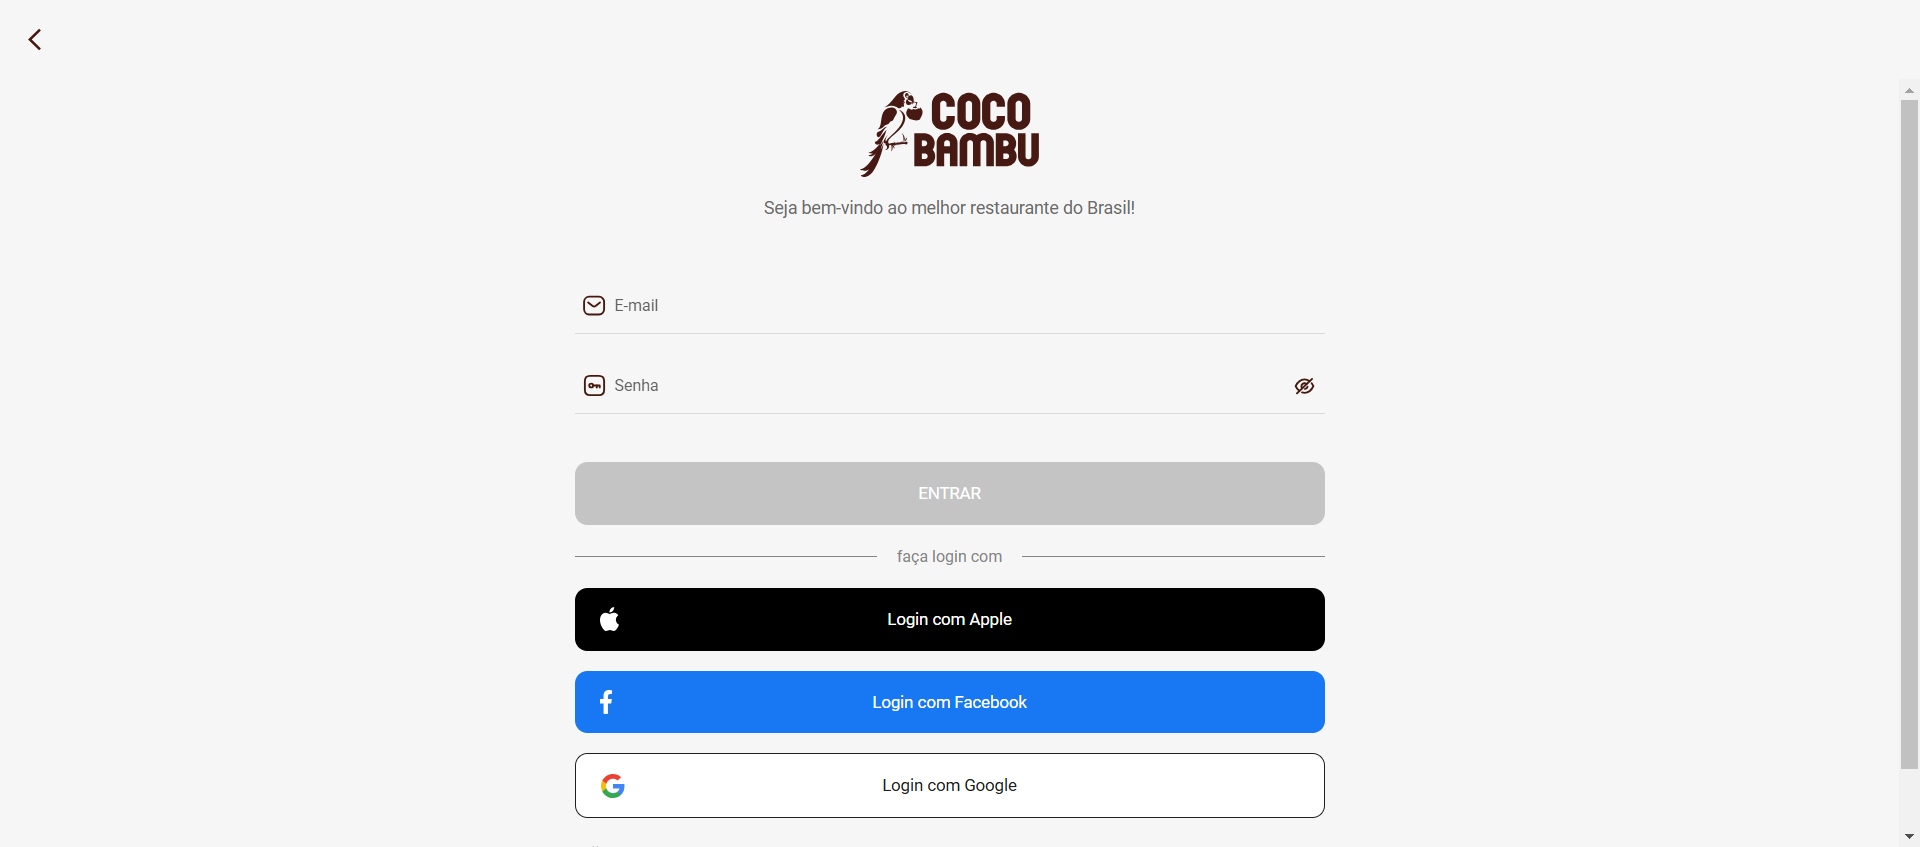 COCO
BAMBU
Seja bem-vindo ao melhor restaurante do Brasil!
E-mail
Senha
ENTRAR
faça login com
Login com Apple
Login com Facebook
Login com Google